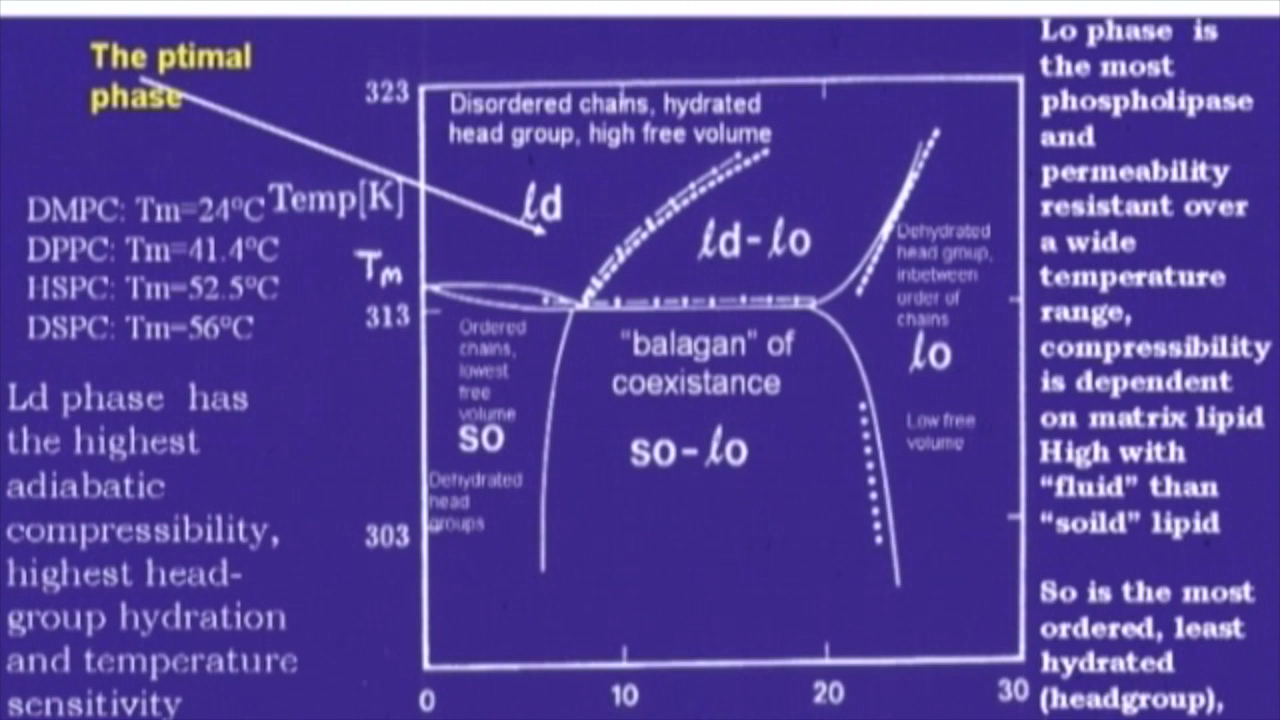 The ptimal
phase
DMPC: Tm=24°C
DPPC: Tm=41.4°C
HSPC: Tm=52.5°C
DSPC: Tm=56°C
Ld phase has
the highest
adiabatic
compressibility,
highest head-
group hydration
and temperature
sensitivity
Temp[K]
323
Tm
313
303
Disordered chains, hydrated
head group, high free volume
ld
ld-lo
Dehydrated
head group,
inbetween
order of
chains
lo
Low free
volume
Ordered
chains,
lowest
free
volume
so
Dehydrated
head
groups
"balagan" of
coexistance
so-lo
0
10
20
30
Lo phase is
the most
phospholipase
and
permeability
resistant over
a wide
temperature
range,
compressibility
is dependent
on matrix lipid
High with
“fluid” than
“soild” lipid
So is the most
ordered, least
hydrated
(headgroup),